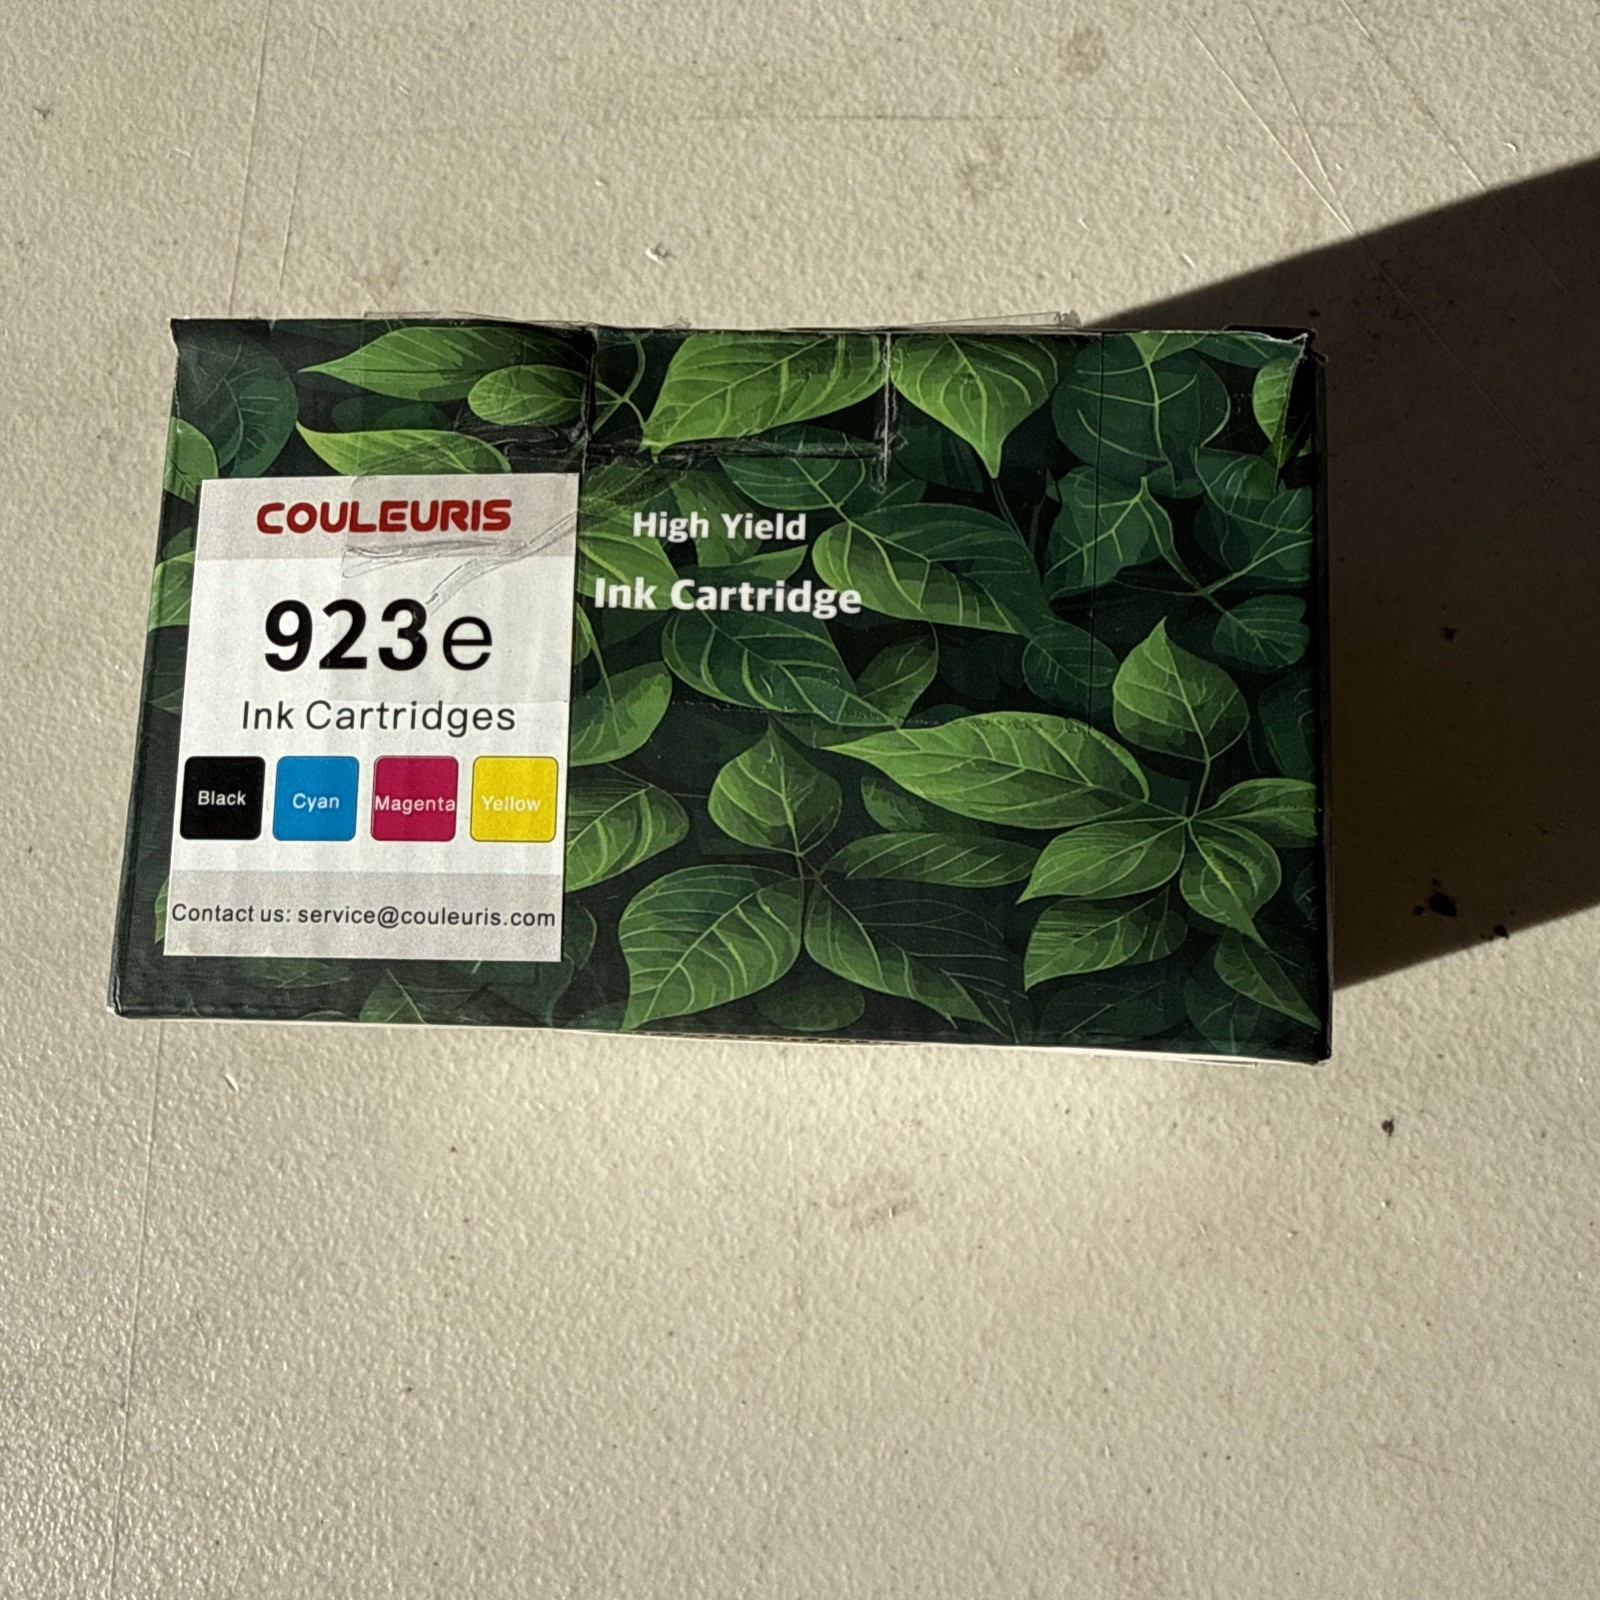 COULEURIS
923e
Ink Cartridges
Black Cyan Magenta Yellow
Contact us: service@couleuris.com
High Yield
Ink Cartridge